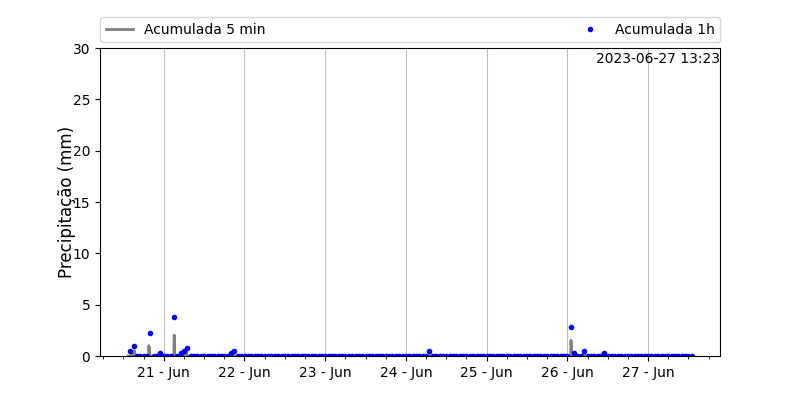 Acumulada 5 min
Acumulada 1h
2023-06-27 13:23
Precipitação (mm)
30
25
20
15
10
5
0
21 - Jun
22 - Jun
23 - Jun
24 - Jun
25 - Jun
26 - Jun
27 - Jun